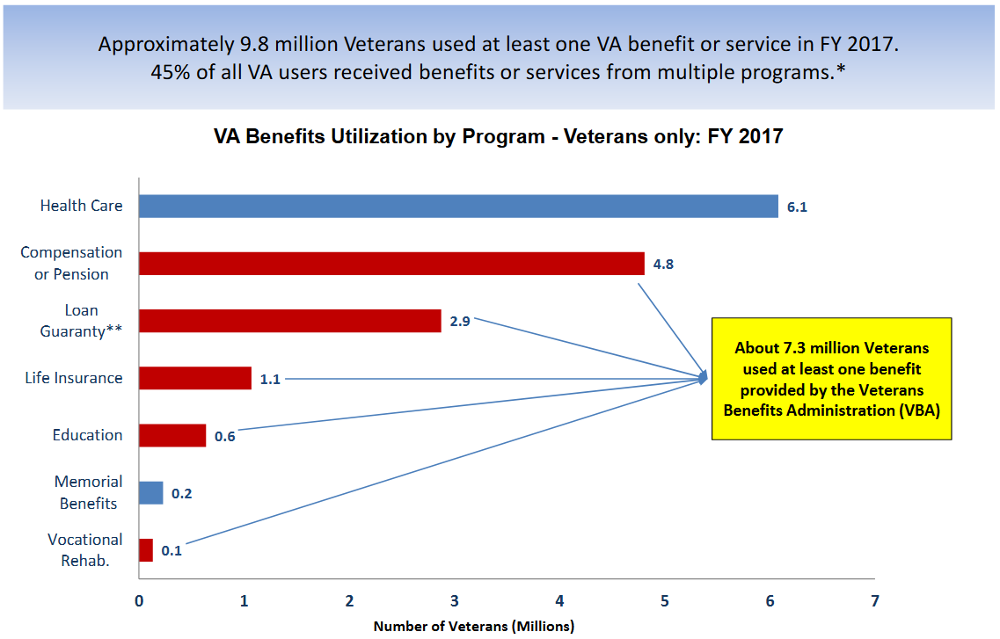 Approximately 9.8 million Veterans used at least one VA benefit or service in FY 2017.
45% of all VA users received benefits or services from multiple programs.*
VA Benefits Utilization by Program - Veterans only: FY 2017
Health Care
6.1
Compensation
or Pension
4.8
Loan
Guaranty**
2.9
Life Insurance
1.1
Education
0.6
Memorial
Benefits
0.2
Vocational
Rehab.
0.1
About 7.3 million Veterans
used at least one benefit
provided by the Veterans
Benefits Administration (VBA)
0 1 2 3 4 5 6 7
Number of Veterans (Millions)